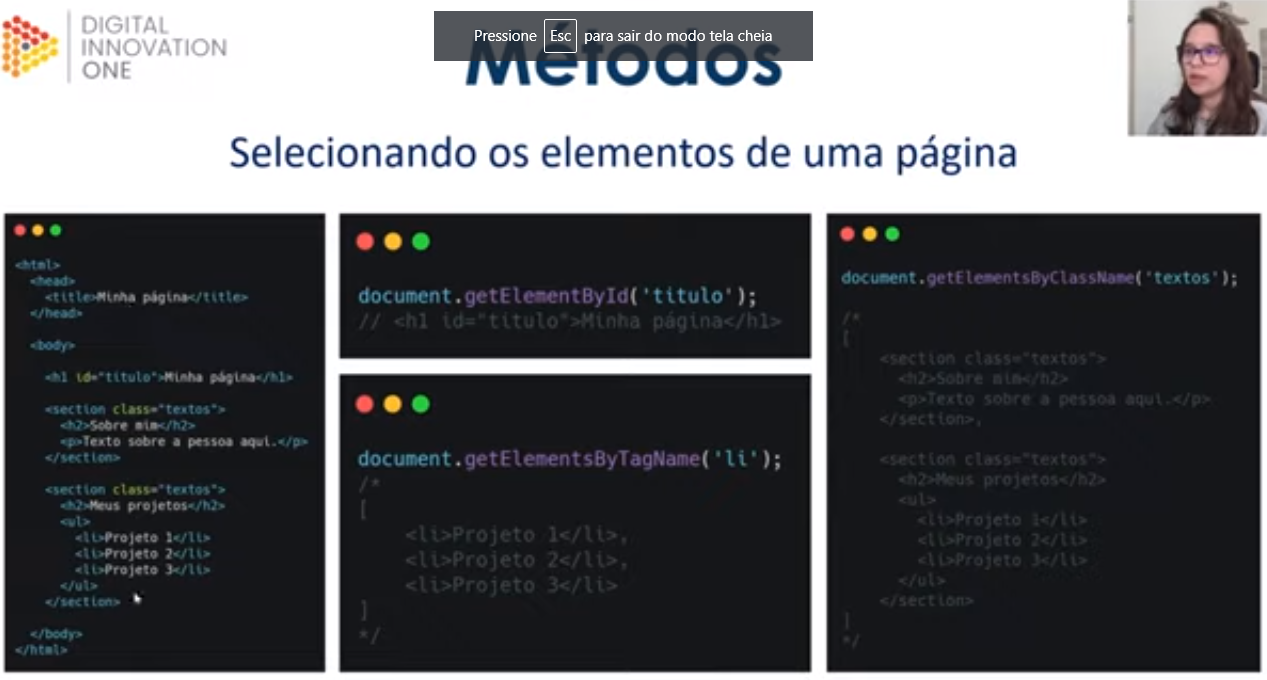 DIGITAL
INNOVATION
ONE
Pressione Esc para sair do modo tela cheia
Métodos
Selecionando os elementos de uma página
<html>
<head>
<title>Minha página</title>
</head>
<body>
<h1 id="titulo">Minha página</h1>
<section class="textos">
<h2>Sobre mim</h2>
<p>Texto sobre a pessoa aqui.</p>
</section>
<section class="textos">
<h2>Meus projetos</h2>
<ul>
<li>Projeto 1</li>
<li>Projeto 2</li>
<li>Projeto 3</li>
</ul>
</section>
</body>
</html>
document.getElementById('titulo');
// <h1 id="titulo">Minha página</h1>
document.getElementsByTagName('li');
/*
[
<li>Projeto 1</li>,
<li>Projeto 2</li>,
<li>Projeto 3</li>
]
*/
document.getElementsByClassName('textos');
/*
[
<section class="textos">
<h2>Sobre mim</h2>
<p>Texto sobre a pessoa aqui.</p>
</section>,
<section class="textos">
<h2>Meus projetos</h2>
<ul>
<li>Projeto 1</li>
<li>Projeto 2</li>
<li>Projeto 3</li>
</ul>
</section>
]
*/